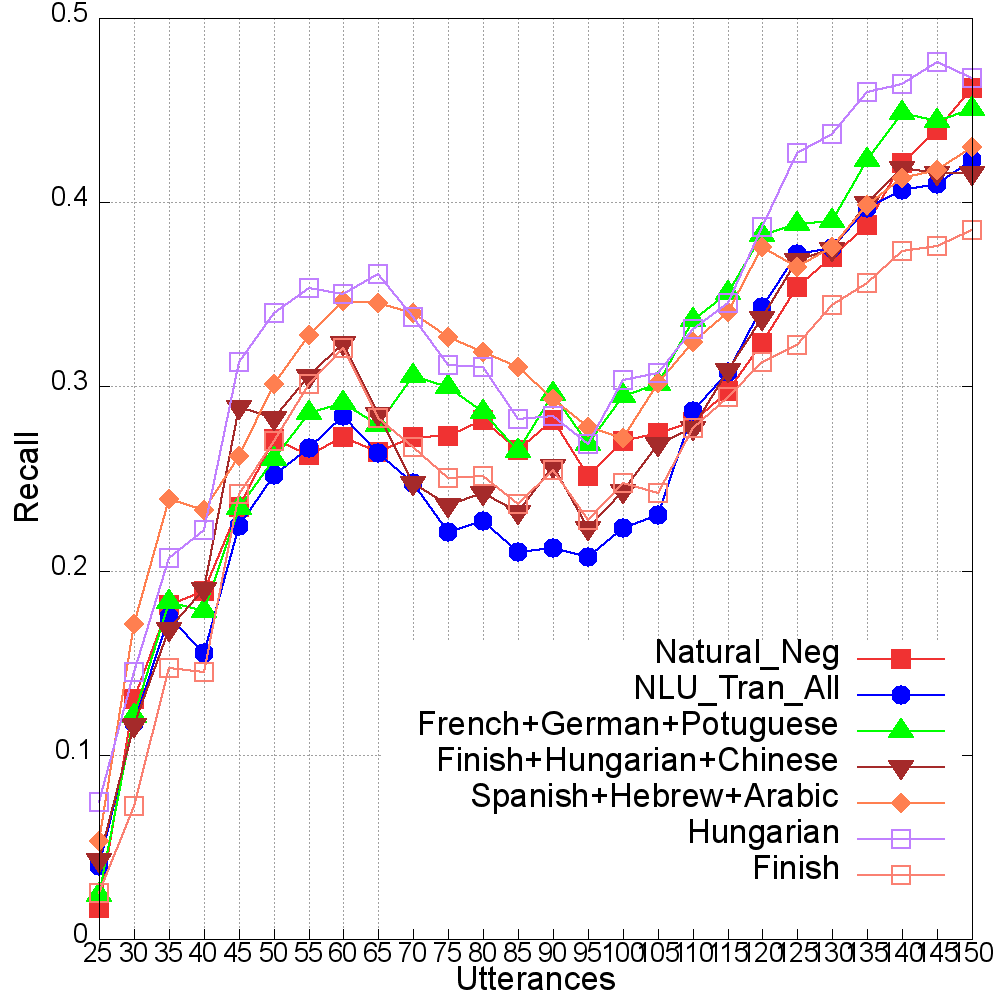 0.5
0.4
0.3
0.2
0.1
0
Recall
Natural_Neg
NLU_Tran_All
French+German+Potuguese
Finish+Hungarian+Chinese
Spanish+Hebrew+Arabic
Hungarian
Finish
25 30 35 40 45 50 55 60 65 70 75 80 85 90 95 100 105 110 115 120 125 130 135 140 145 150
Utterances